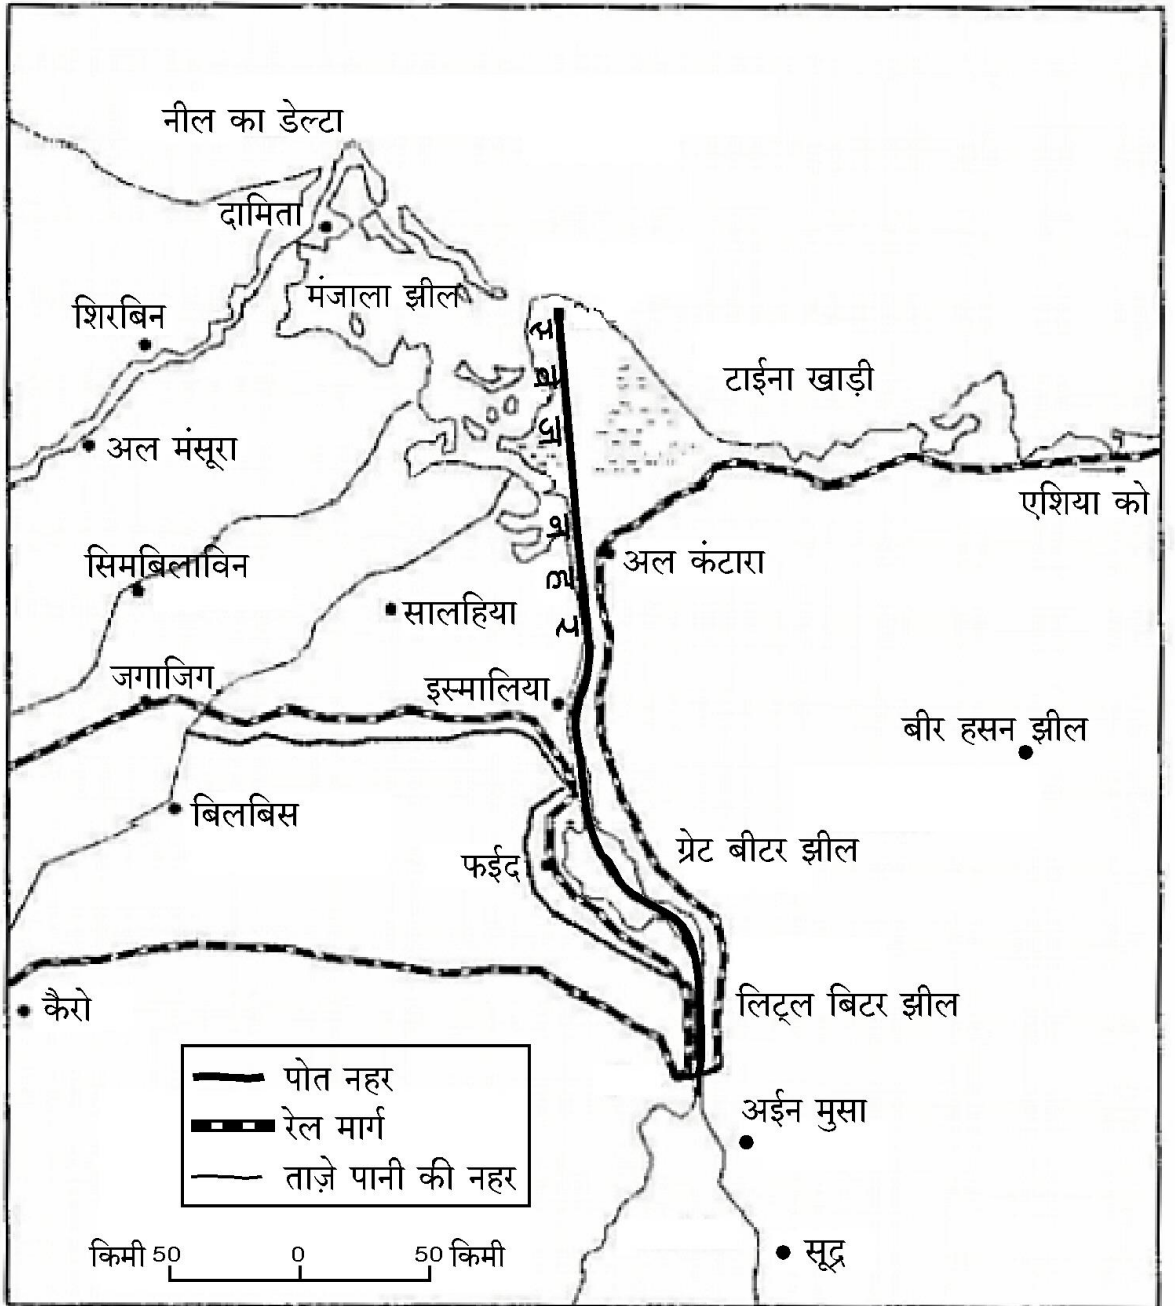 नील का डेल्टा
दामिता
मंजाला झील
शिरबिन
टाईना खाड़ी
अल मंसूरा
एशिया को
स्वेज नहर
अल कंटारा
सिमबिलाविन
सालहिया
जगाजिग
इस्मालिया
बीर हसन झील
बिलबिस
ग्रेट बीटर झील
फईद
कैरो
लिट्ल बिटर झील
पोत नहर
रेल मार्ग
ताज़े पानी की नहर
अईन मुसा
किमी 50 0 50 किमी
सूद्र